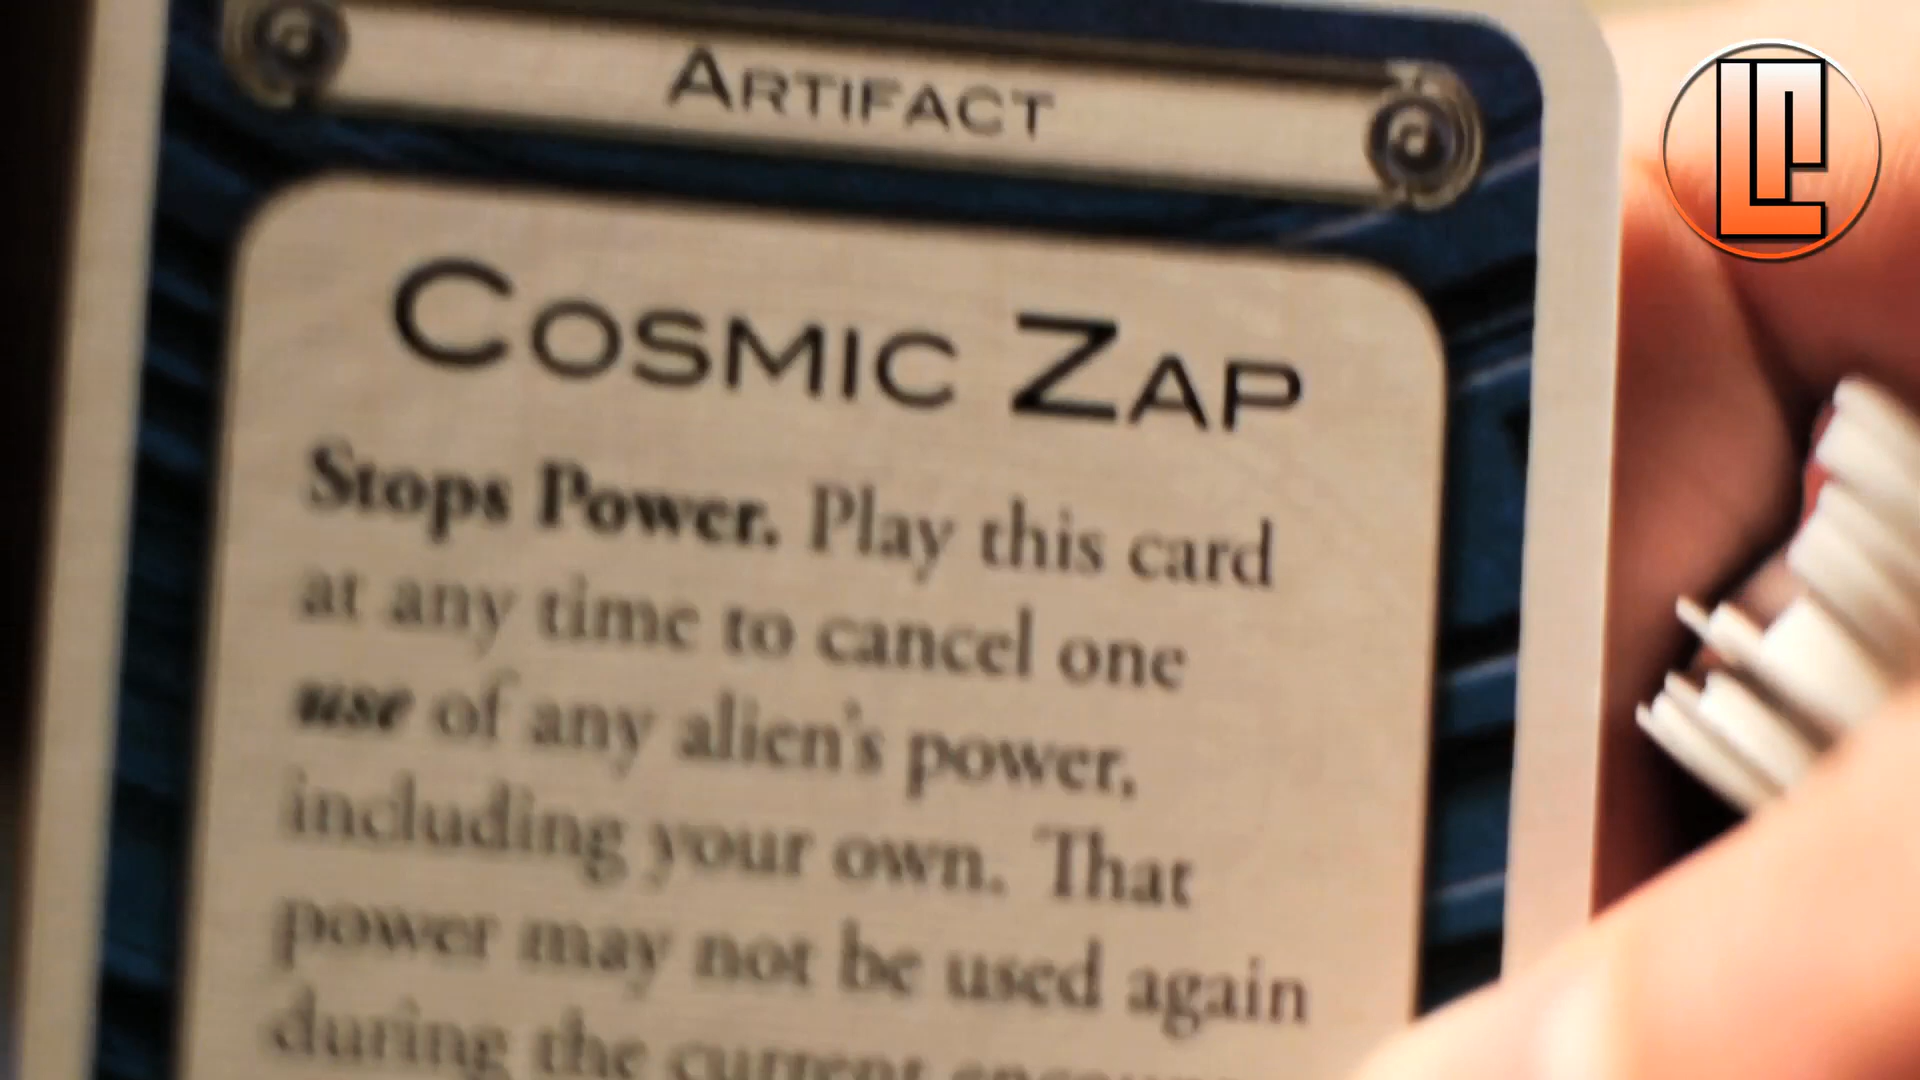 ARTIFACT
COSMIC ZAP
Stops Power. Play this card
at any time to cancel one
use of any alien's power,
including your own. That
power may not be used again
during the current